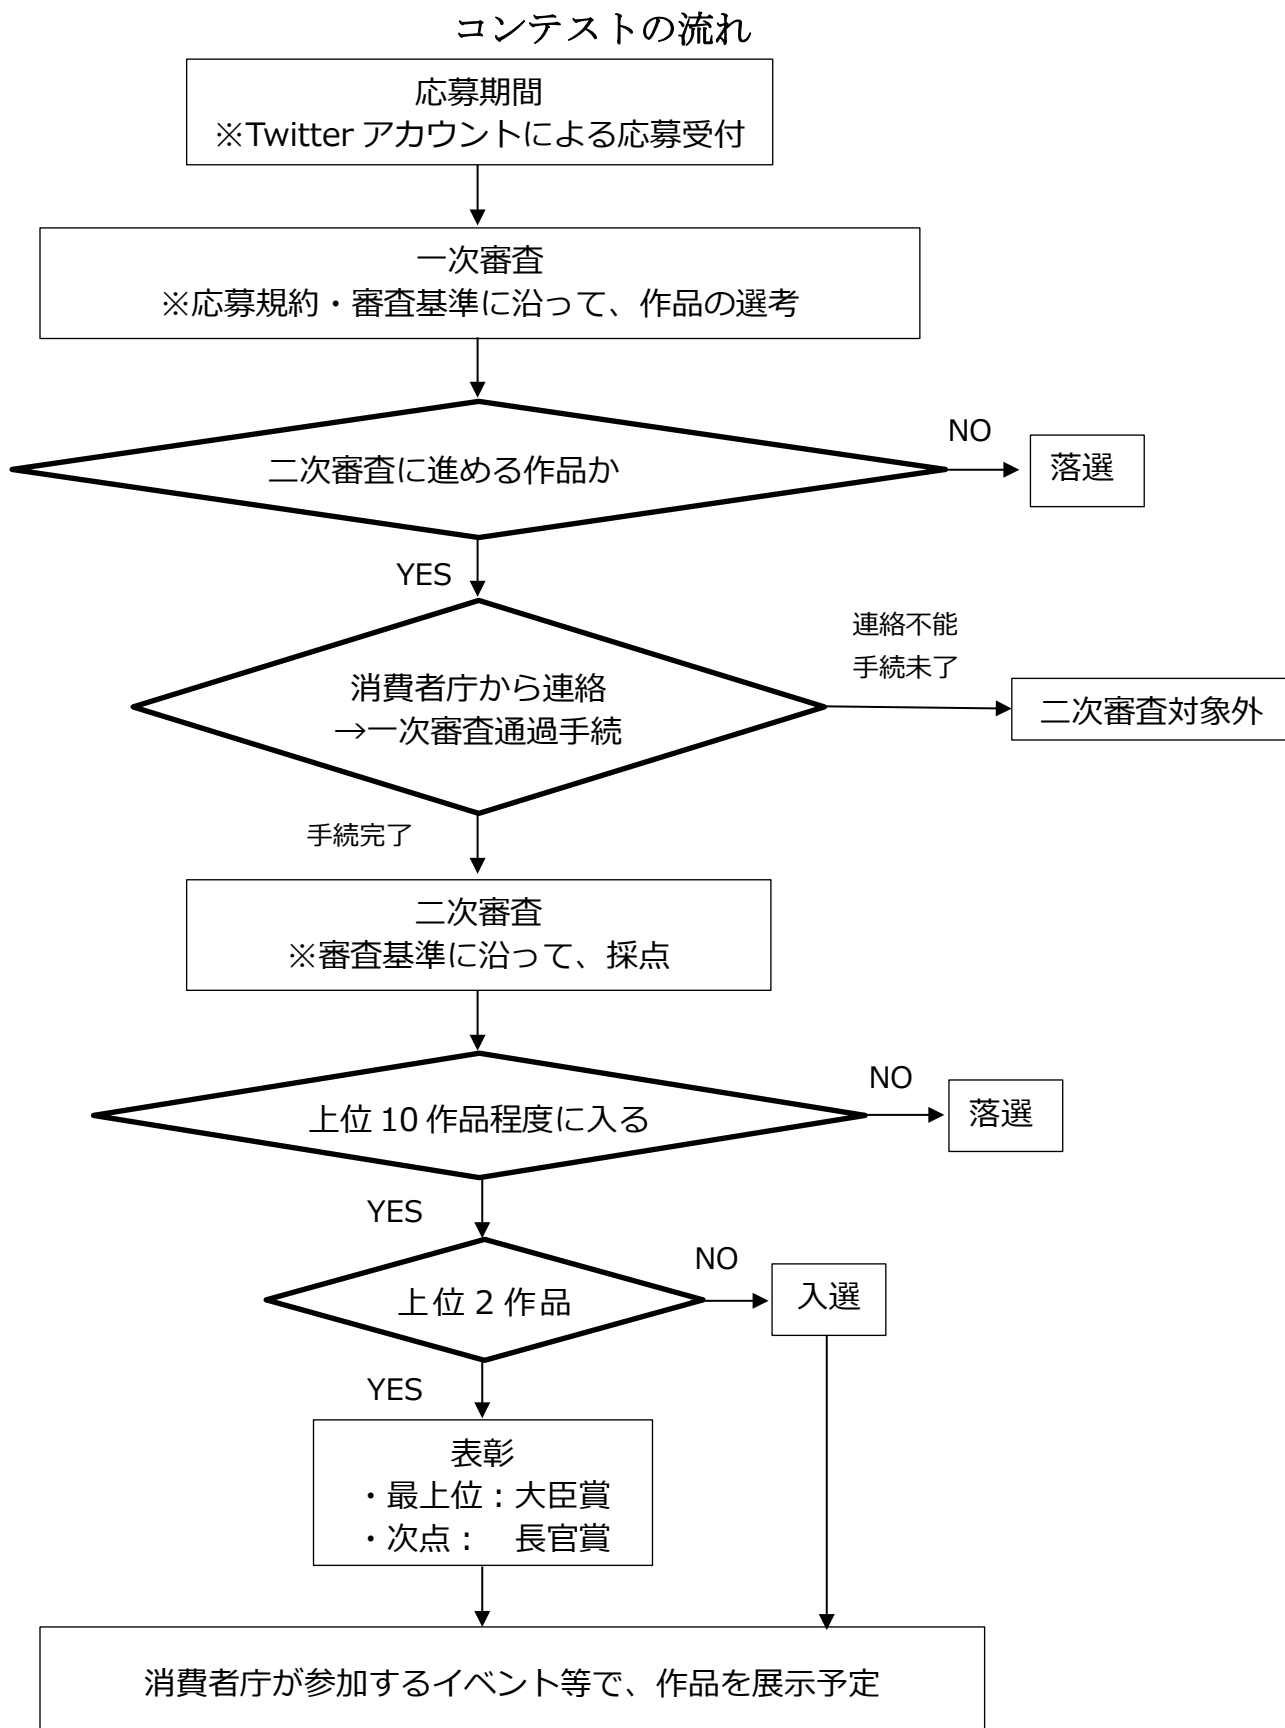 コンテストの流れ
応募期間
※Twitter アカウントによる応募受付
一次審査
※応募規約・審査基準に沿って、作品の選考
二次審査に進める作品か
NO
落選
YES
消費者庁から連絡
→一次審査通過手続
連絡不能
手続未了
二次審査対象外
手続完了
二次審査
※審査基準に沿って、採点
上位 10 作品程度に入る
NO
落選
YES
上位 2 作品
NO
入選
YES
表彰
・最上位：大臣賞
・次点：　長官賞
消費者庁が参加するイベント等で、作品を展示予定